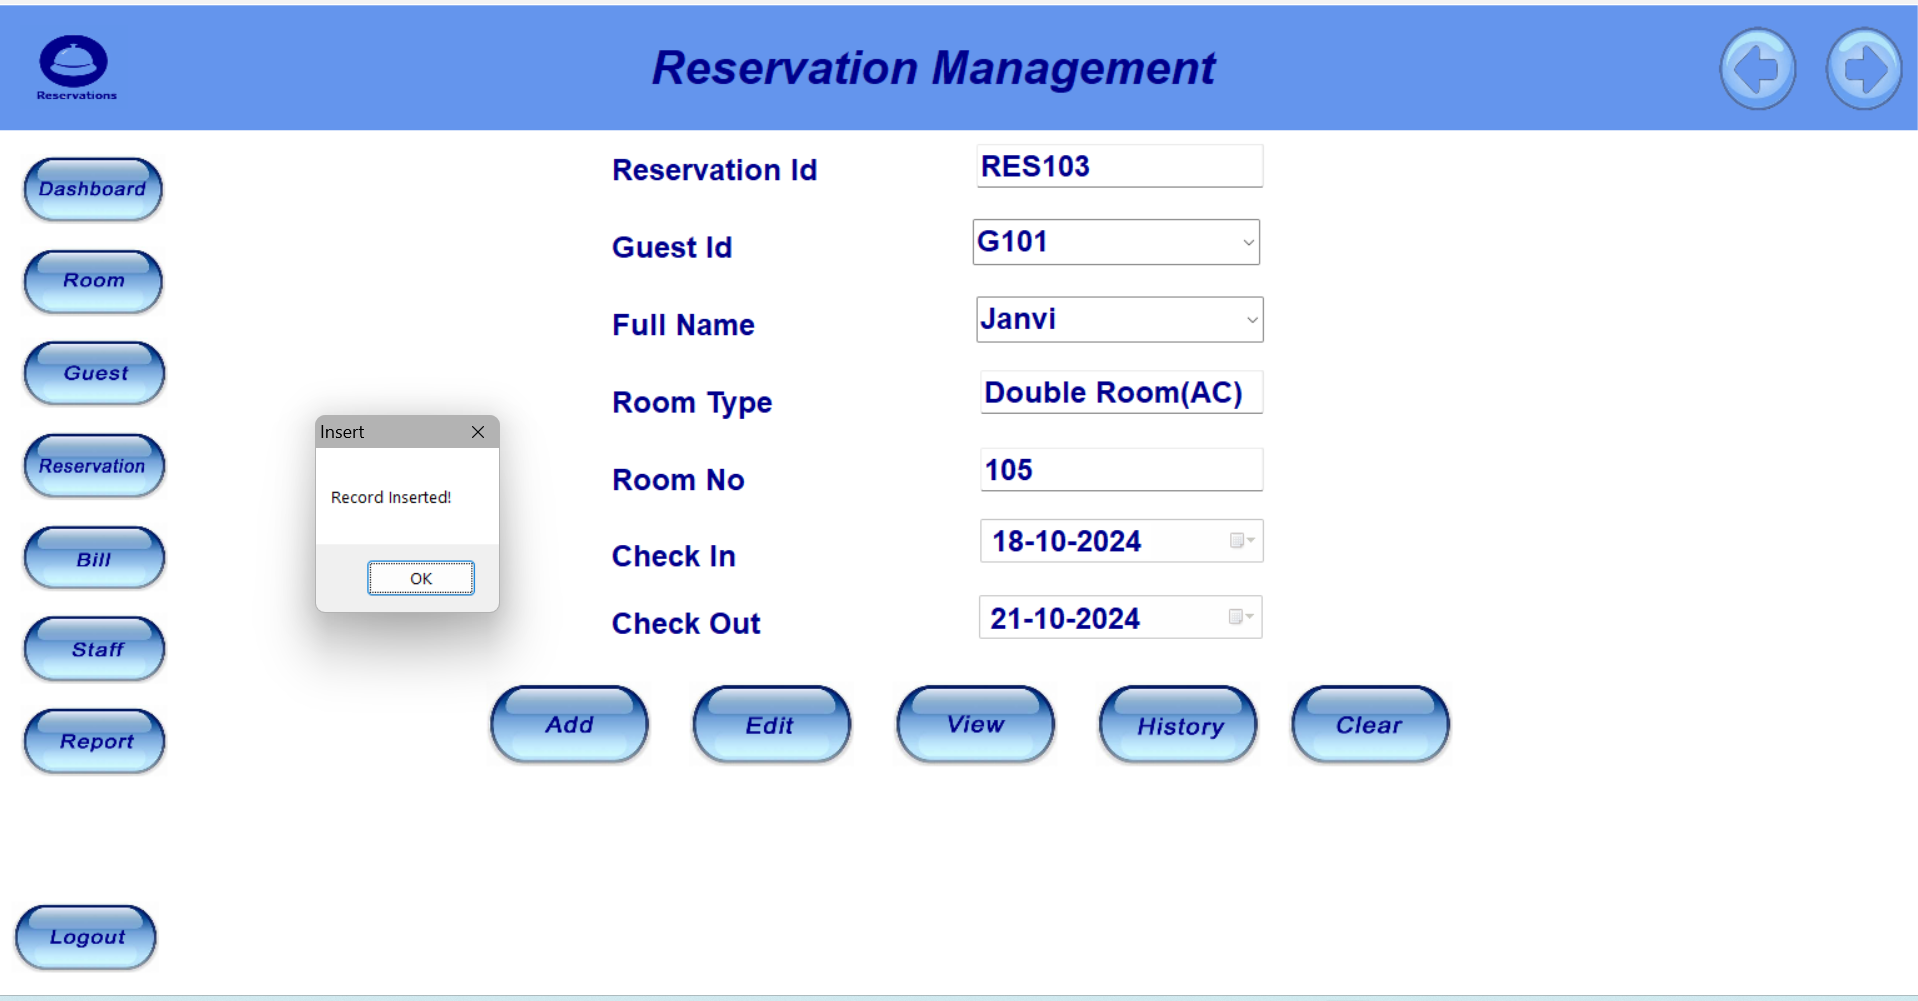 Reservations
Reservation Management
Dashboard
Room
Guest
Reservation
Bill
Staff
Report
Logout
Insert
Record Inserted!
OK
Reservation Id RES103
Guest Id G101
Full Name Janvi
Room Type Double Room(AC)
Room No 105
Check In 18-10-2024
Check Out 21-10-2024
Add Edit View History Clear